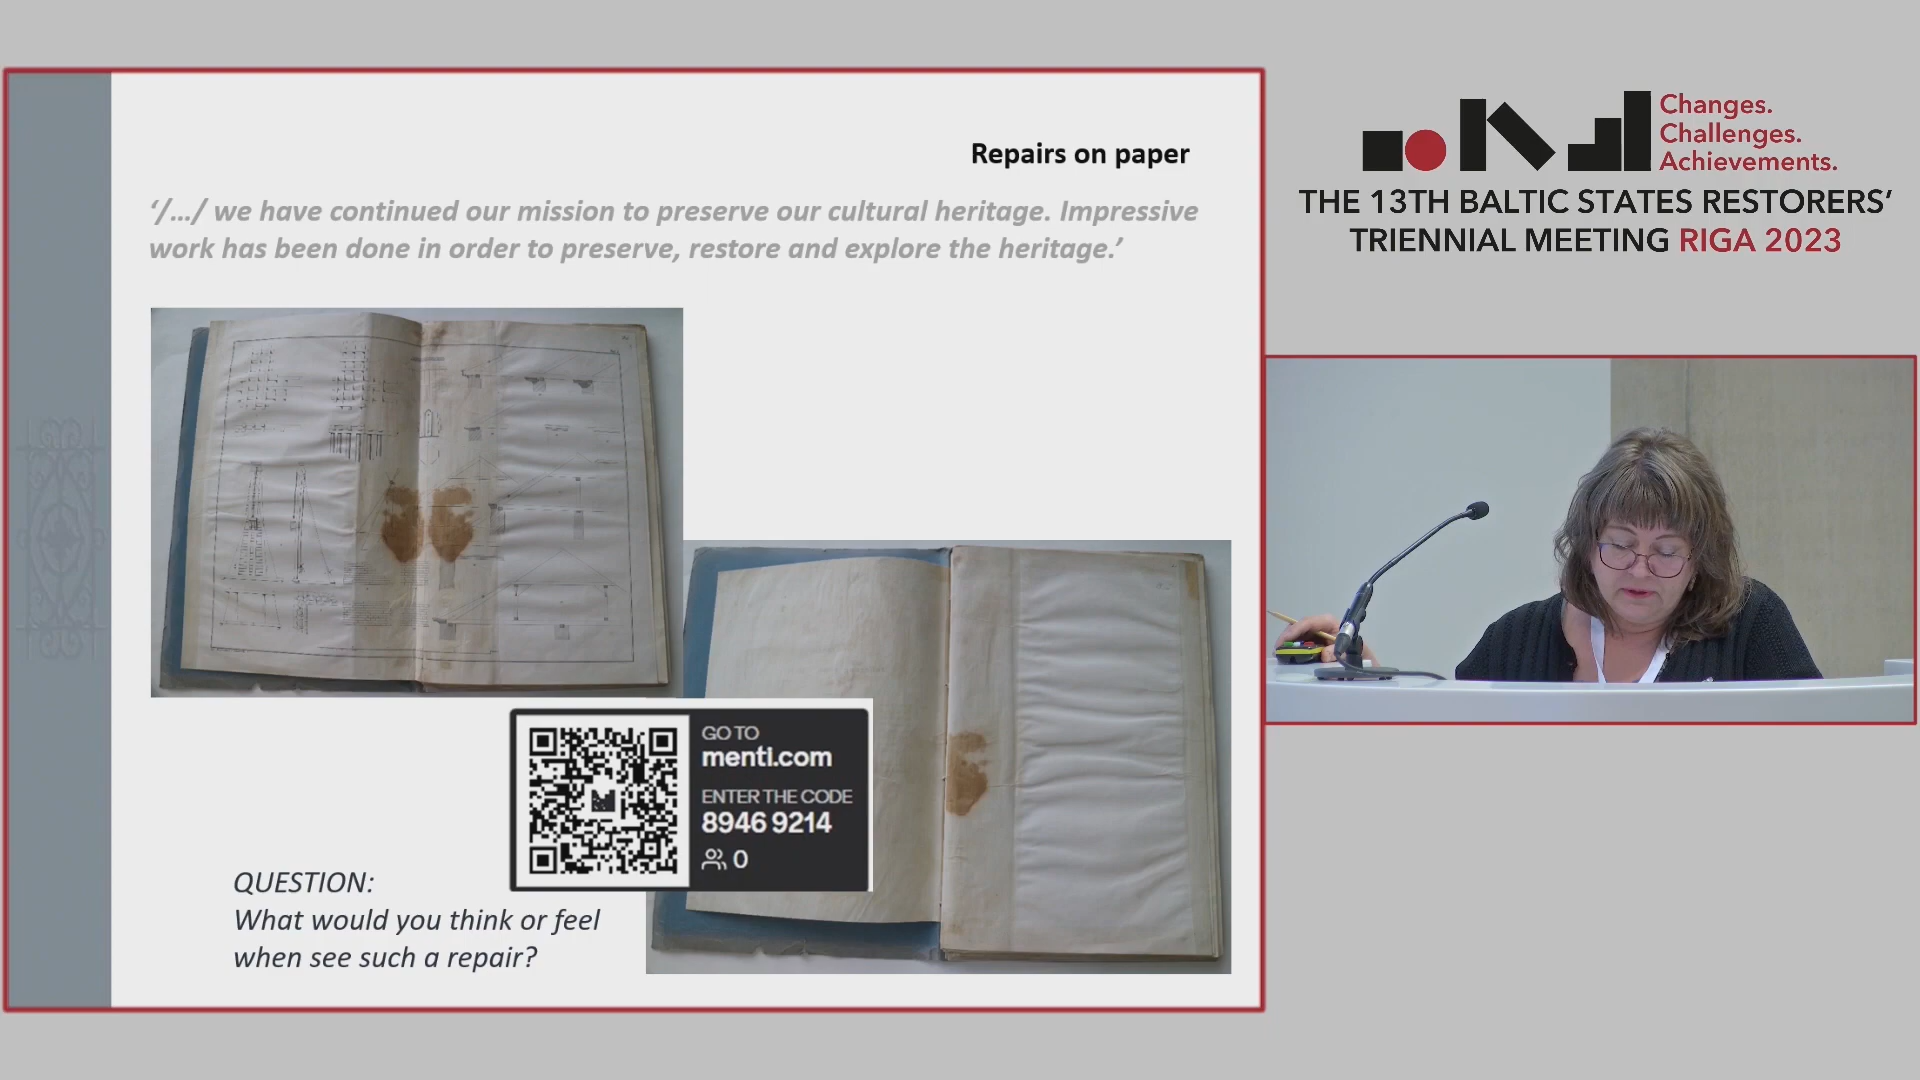 Repairs on paper
‘/…/ we have continued our mission to preserve our cultural heritage. Impressive
work has been done in order to preserve, restore and explore the heritage.’
GO TO
menti.com
ENTER THE CODE
8946 9214
0
QUESTION:
What would you think or feel
when see such a repair?
Changes.
Challenges.
Achievements.
THE 13TH BALTIC STATES RESTORERS’
TRIENNIAL MEETING RIGA 2023